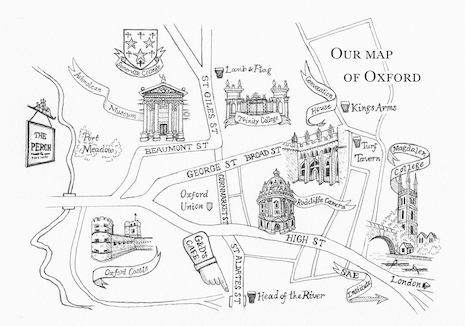 OUR MAP
OF OXFORD
College
Ashmolean
Museum
ST GILES ST
Lamb & Flag
Trinity College
Convocation
House
Kings Arms
THE
PERCH
Port
Meadow
BEAUMONT ST
GEORGE ST
BROAD ST
Turf
Tavern
Magdalen
College
Oxford
Union
CORNMARKET ST
Radcliffe Camera
HIGH ST
G&D'S
CAFE
Oxford Castle
ST ALDATES ST
Head of the River
SAE
Institute
London